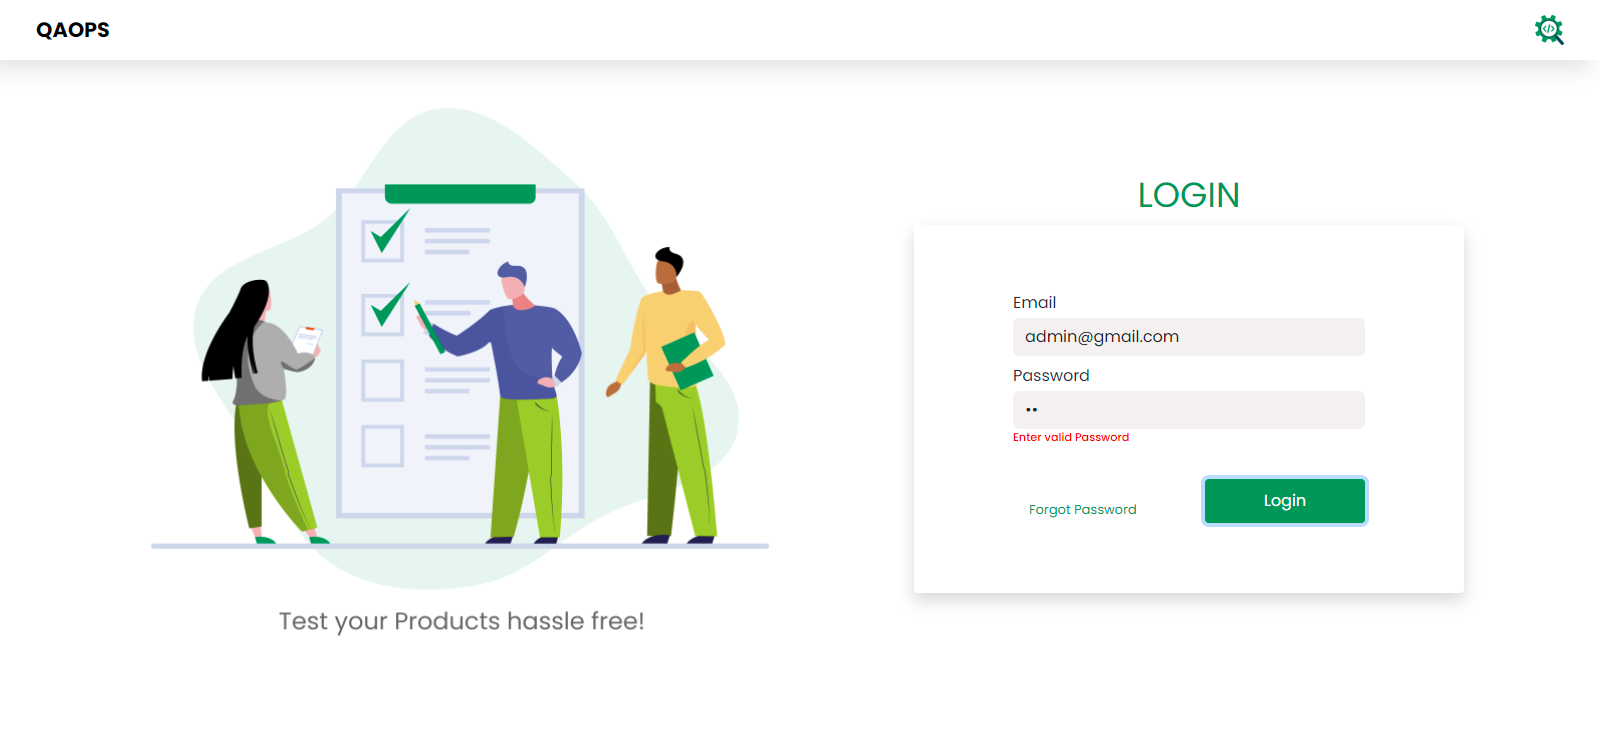 QAOPS
LOGIN
Email
admin@gmail.com
Password
••
Enter valid Password
Forgot Password
Login
Test your Products hassle free!